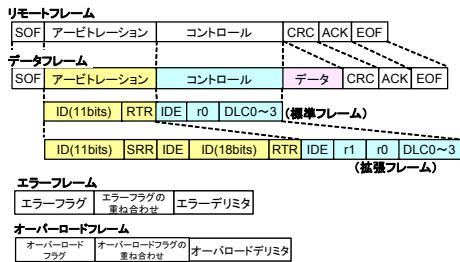 リモートフレーム
SOF アービトレーション コントロール CRC ACK EOF
データフレーム
SOF アービトレーション コントロール データ CRC ACK EOF
ID(11bits) RTR IDE r0 DLC0～3 (標準フレーム)
ID(11bits) SRR IDE ID(18bits) RTR IDE r1 r0 DLC0～3
(拡張フレーム)
エラーフレーム
エラーフラグ エラーフラグの重ね合わせ エラーデリミタ
オーバーロードフレーム
オーバーロードフラグ オーバーロードフラグの重ね合わせ オーバロードデリミタ